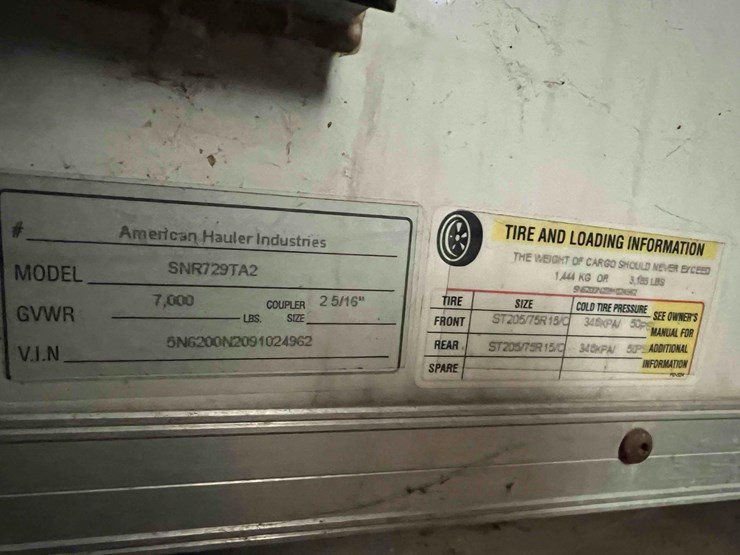 #
American Hauler Industries
MODEL SNR729TA2
GVWR 7,000 LBS. COUPLER SIZE 2 5/16"
V.I.N 5N6200N2091024962
TIRE AND LOADING INFORMATION
THE WEIGHT OF CARGO SHOULD NEVER EXCEED
1,444 KG OR 3,185 LBS
TIRE SIZE COLD TIRE PRESSURE
FRONT ST205/75R15/C 345KPA/ 50PSI
REAR ST205/75R15/C 345KPA/ 50PSI
SPARE
SEE OWNER'S
MANUAL FOR
ADDITIONAL
INFORMATION